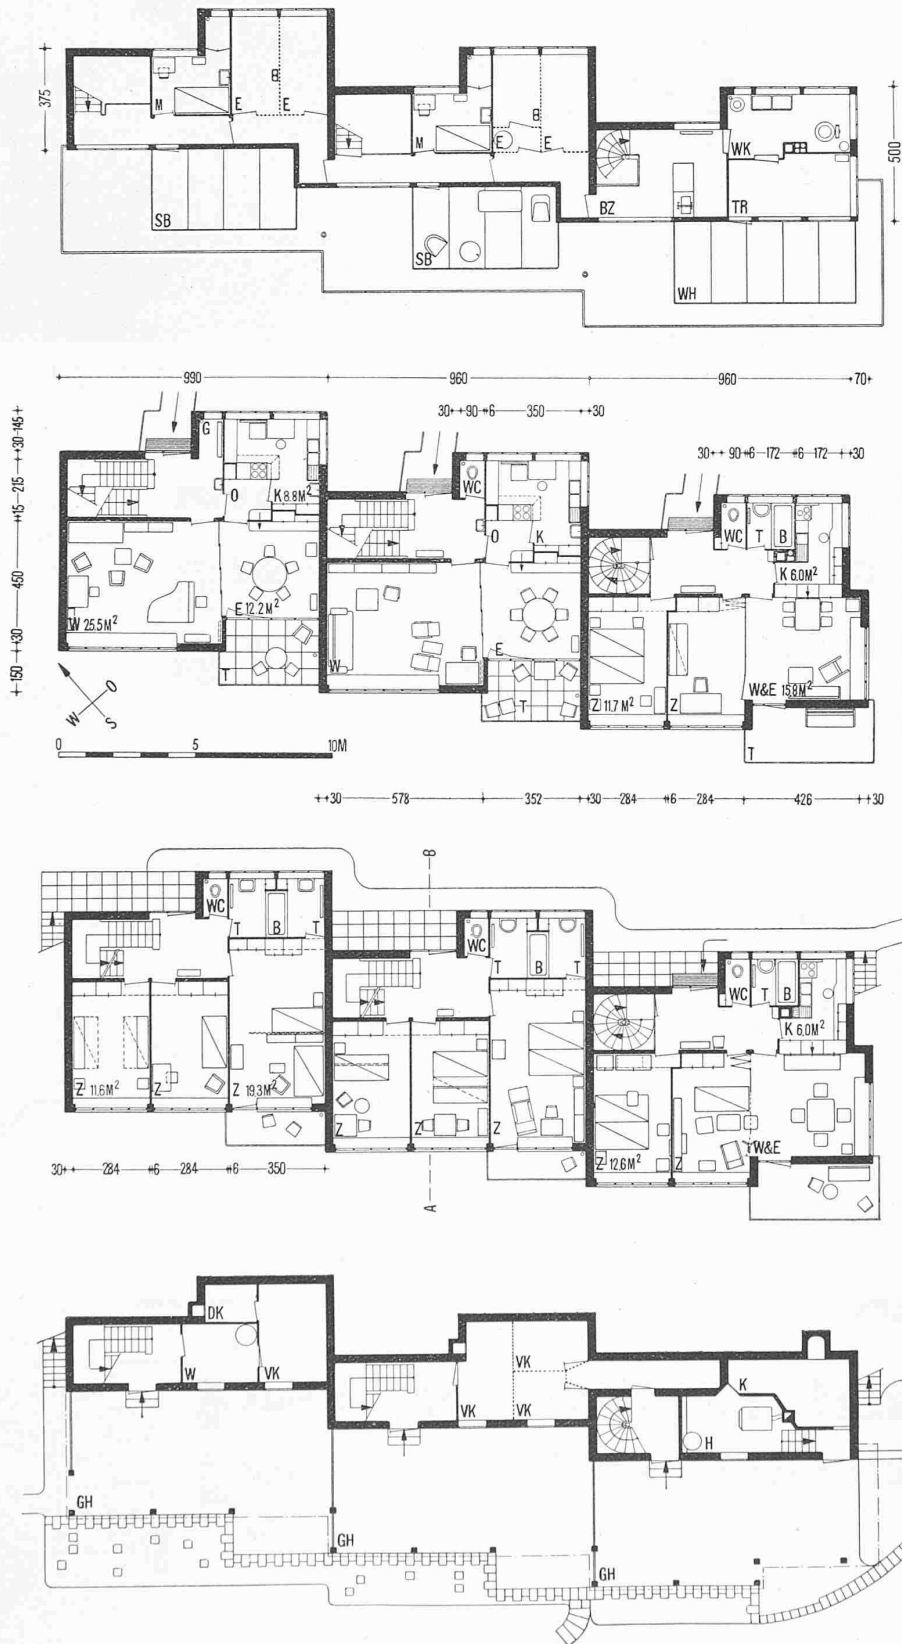 B
M E E
B
375
M E E
WK
500
BZ TR
SB
SB
WH
990 960 960 70
30 90 6 350 30
150 30 450 15 215 30 145
G
O K 8.8 M²
WC
30 90 6 172 6 172 30
O K
WC T B
K 6.0 M²
W 25.5 M² E 12.2 M²
T
W E
T
Z 11.7 M² Z W&E 15.8 M²
T
W O S
0 5 10M
30 578 352 30 284 6 284 426 30
B
WC T B T
WC T B T
WC T B
K 6.0 M²
Z 11.6 M² Z Z 19.3 M²
Z Z Z
Z 12.6 M² Z W&E
30 284 6 284 6 350
A
DK
W VK
VK
VK VK
K
H
GH
GH
GH